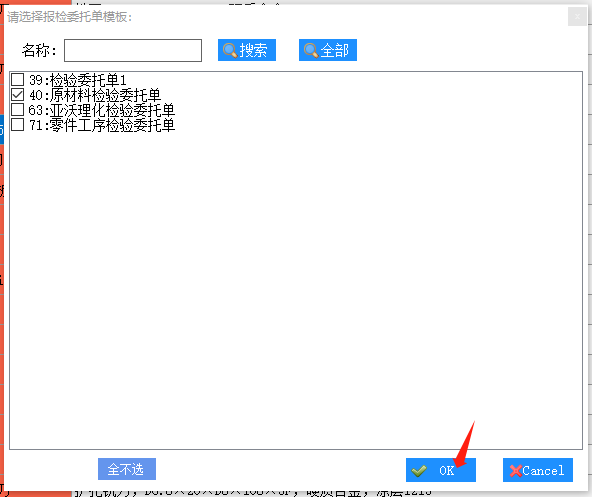 请选择报检委托单模板:
名称: 搜索 全部
39:检验委托单1
40:原材料检验委托单
63:亚沃理化检验委托单
71:零件工序检验委托单
全不选 OK Cancel